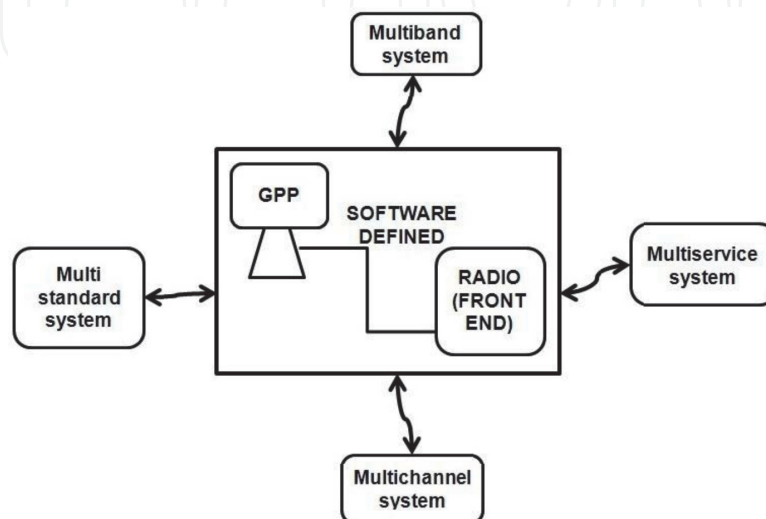 Multiband
system
GPP
SOFTWARE
DEFINED
RADIO
(FRONT
END)
Multi
standard
system
Multiservice
system
Multichannel
system